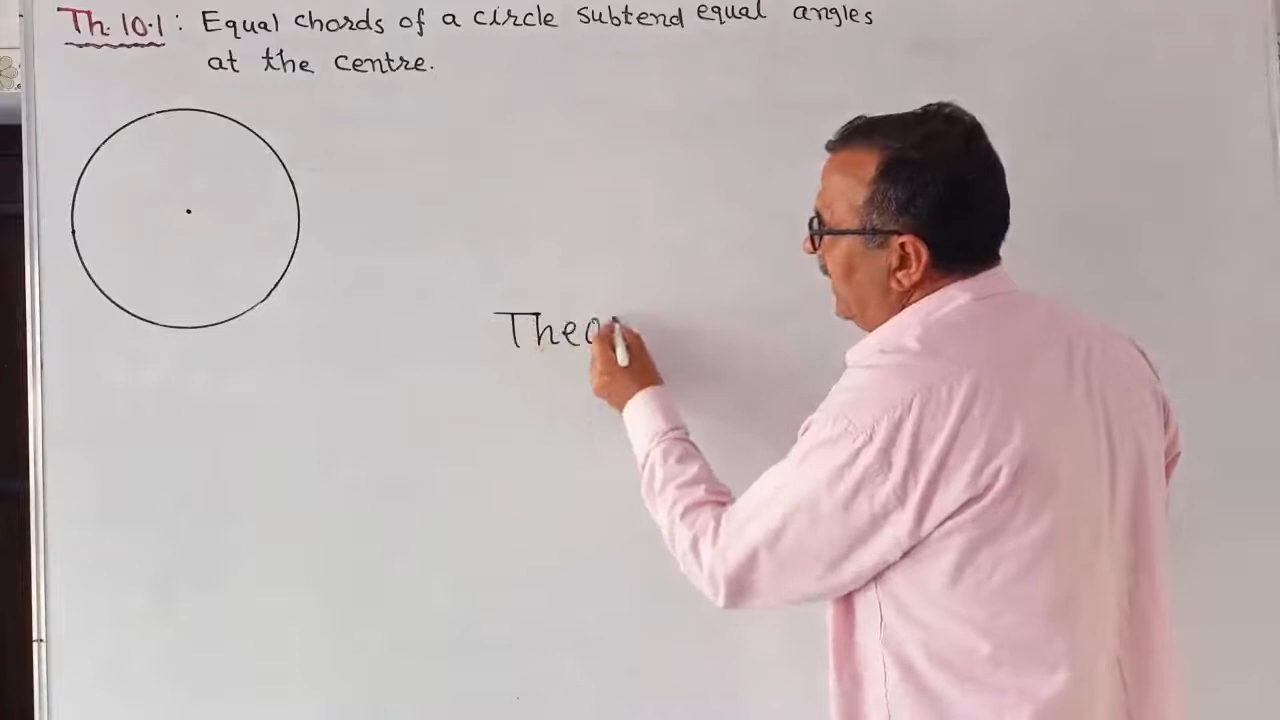 Th. 10.1 : Equal chords of a circle subtend equal angles
at the centre.
Theo